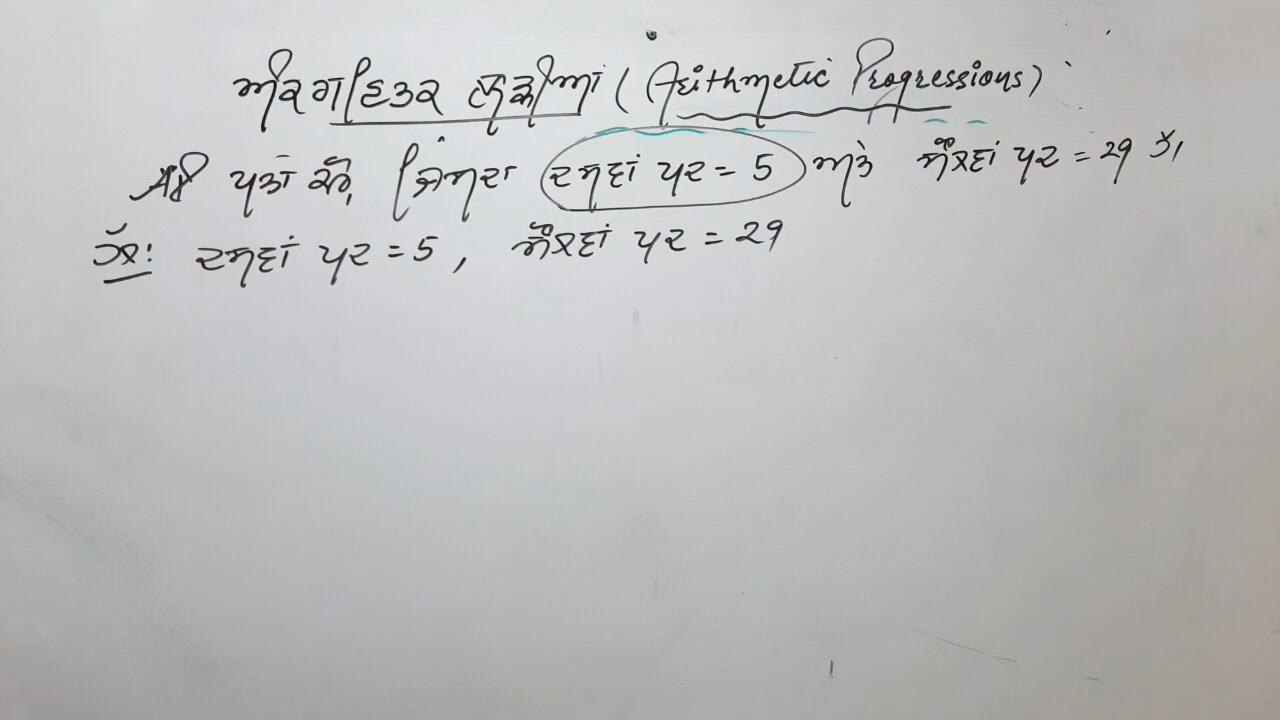 ਅੰਕਗਣਿਤਕ ਲੜੀਆਂ (Arithmetic Progressions)
AP ਪਤਾ ਕਰੋ, ਜਿਸਦਾ ਦਸਵਾਂ ਪਦ = 5 ਅਤੇ ਪਦ = 29 ਹੈ,
ਹੱਲ: ਦਸਵਾਂ ਪਦ = 5, ਪਦ = 29